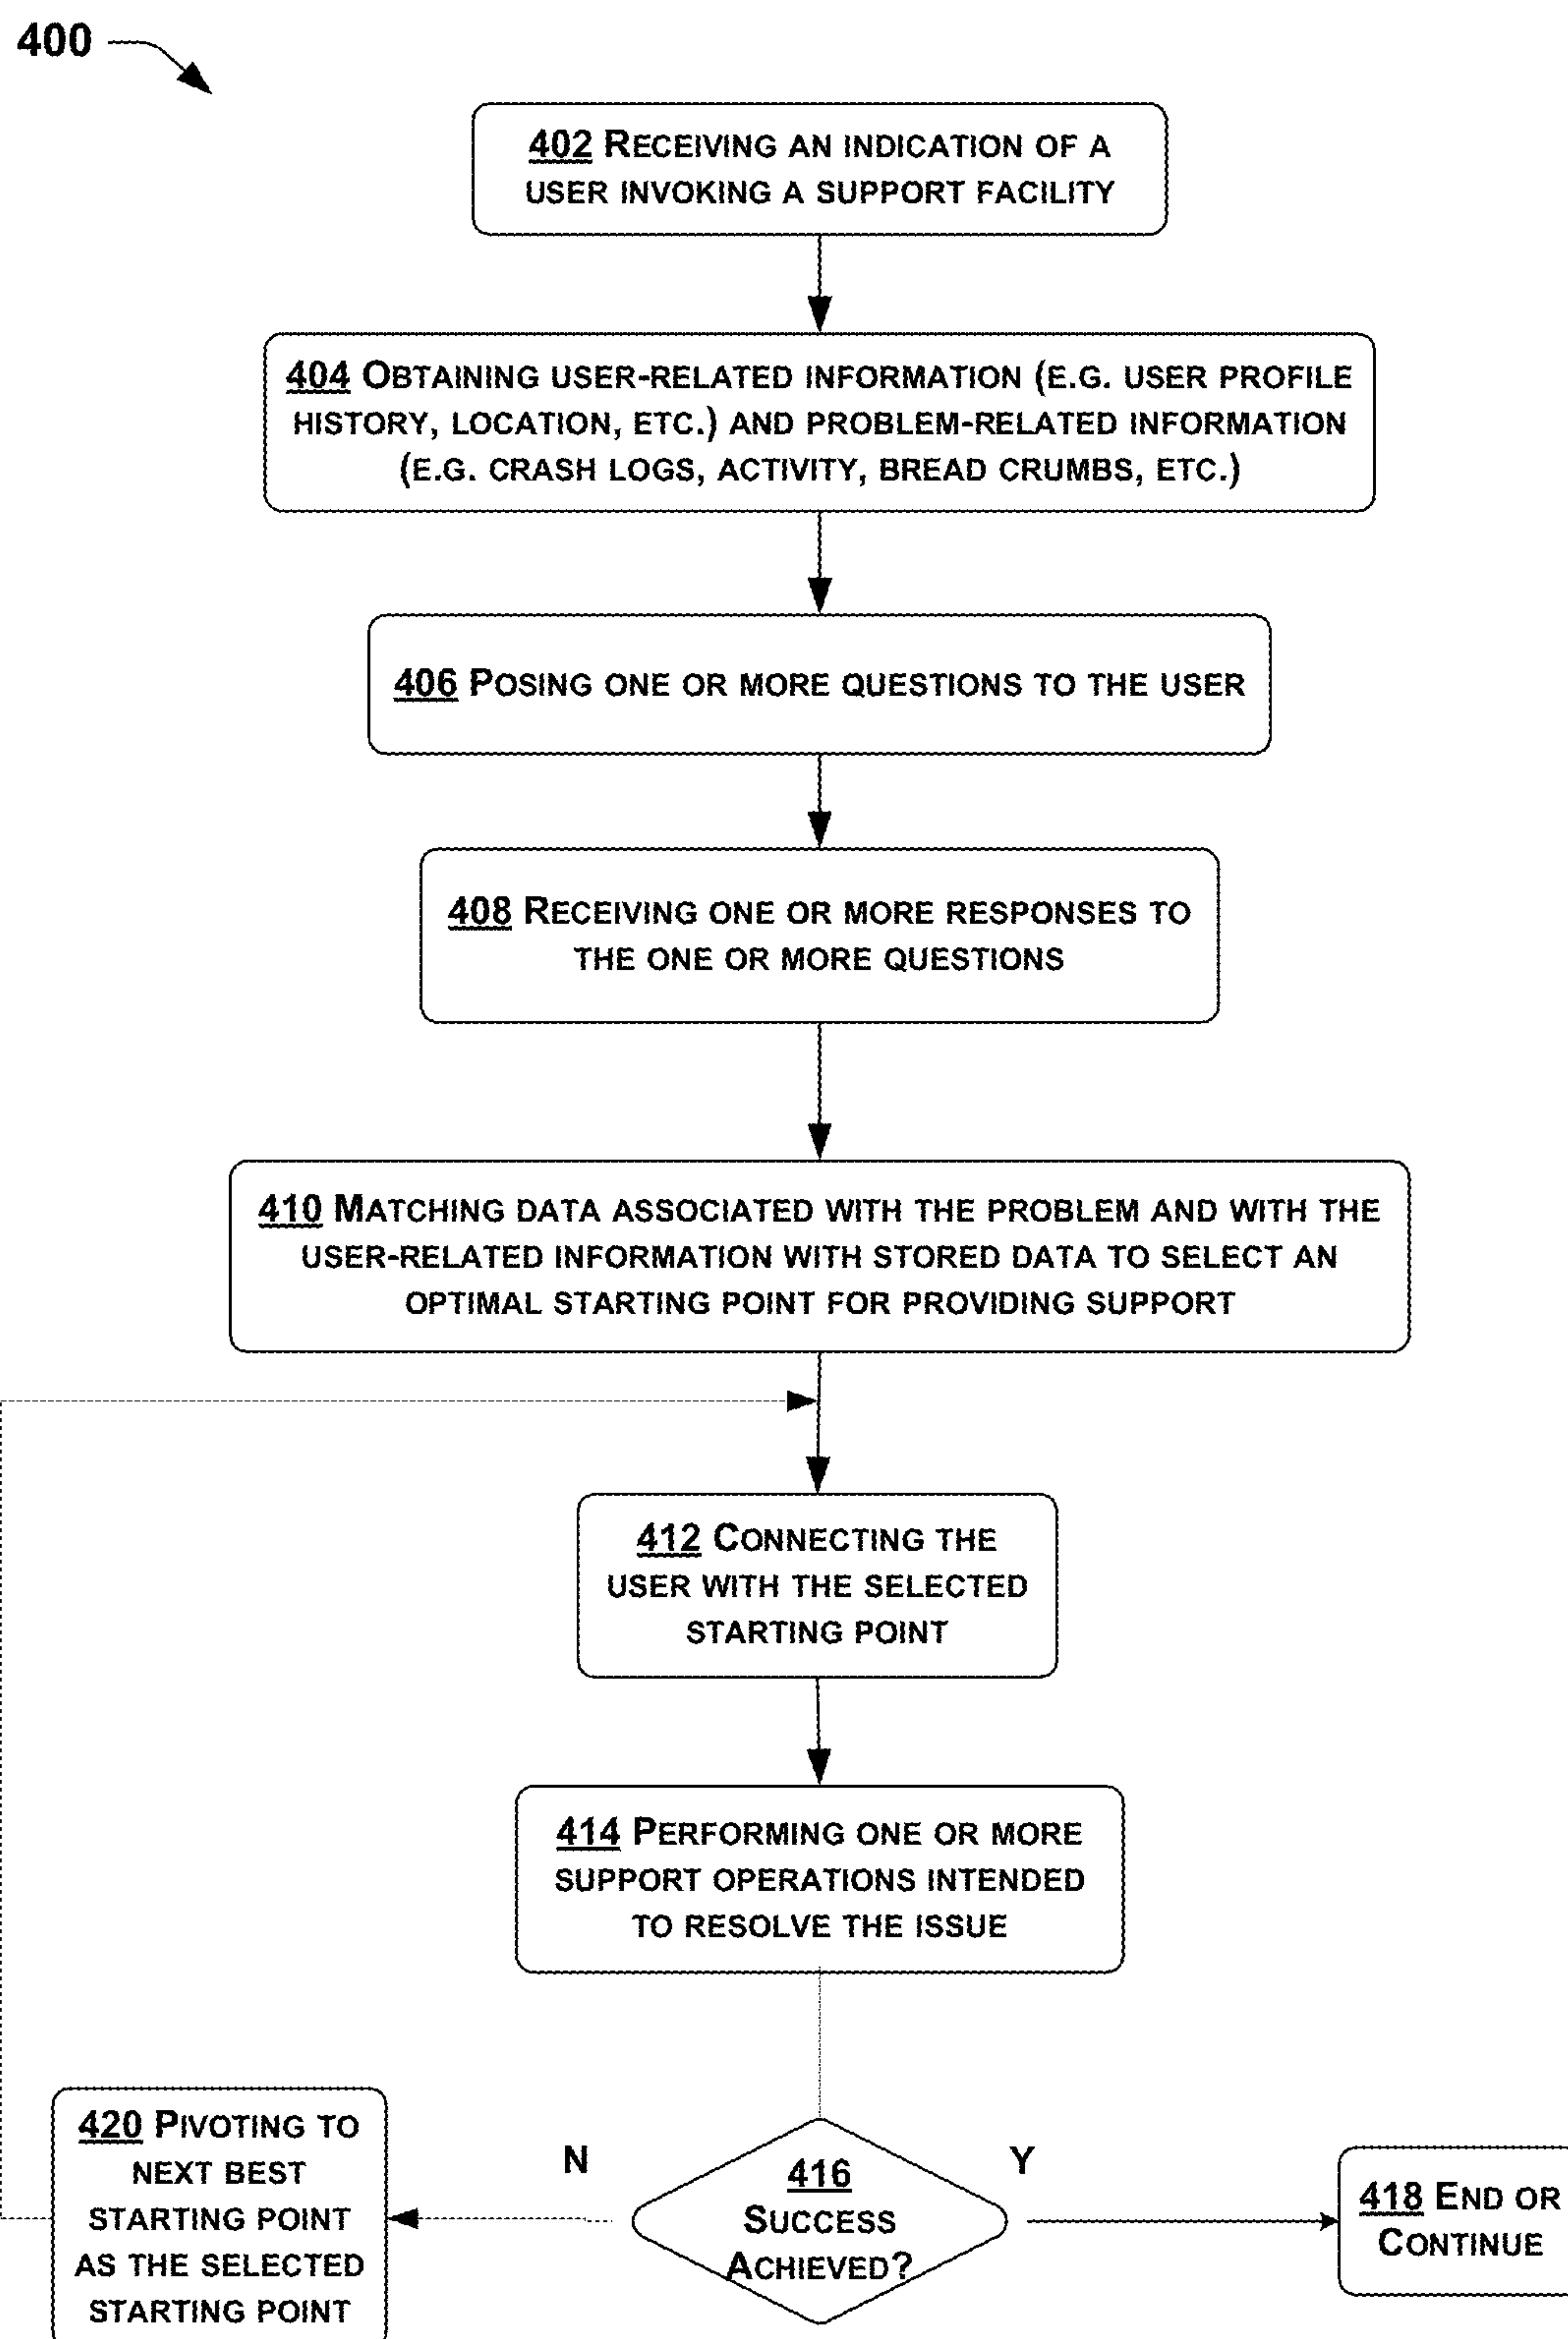 400
402 RECEIVING AN INDICATION OF A
USER INVOKING A SUPPORT FACILITY
404 OBTAINING USER-RELATED INFORMATION (E.G. USER PROFILE
HISTORY, LOCATION, ETC.) AND PROBLEM-RELATED INFORMATION
(E.G. CRASH LOGS, ACTIVITY, BREAD CRUMBS, ETC.)
406 POSING ONE OR MORE QUESTIONS TO THE USER
408 RECEIVING ONE OR MORE RESPONSES TO
THE ONE OR MORE QUESTIONS
410 MATCHING DATA ASSOCIATED WITH THE PROBLEM AND WITH THE
USER-RELATED INFORMATION WITH STORED DATA TO SELECT AN
OPTIMAL STARTING POINT FOR PROVIDING SUPPORT
412 CONNECTING THE
USER WITH THE SELECTED
STARTING POINT
414 PERFORMING ONE OR MORE
SUPPORT OPERATIONS INTENDED
TO RESOLVE THE ISSUE
416
SUCCESS
ACHIEVED?
N
Y
420 PIVOTING TO
NEXT BEST
STARTING POINT
AS THE SELECTED
STARTING POINT
418 END OR
CONTINUE